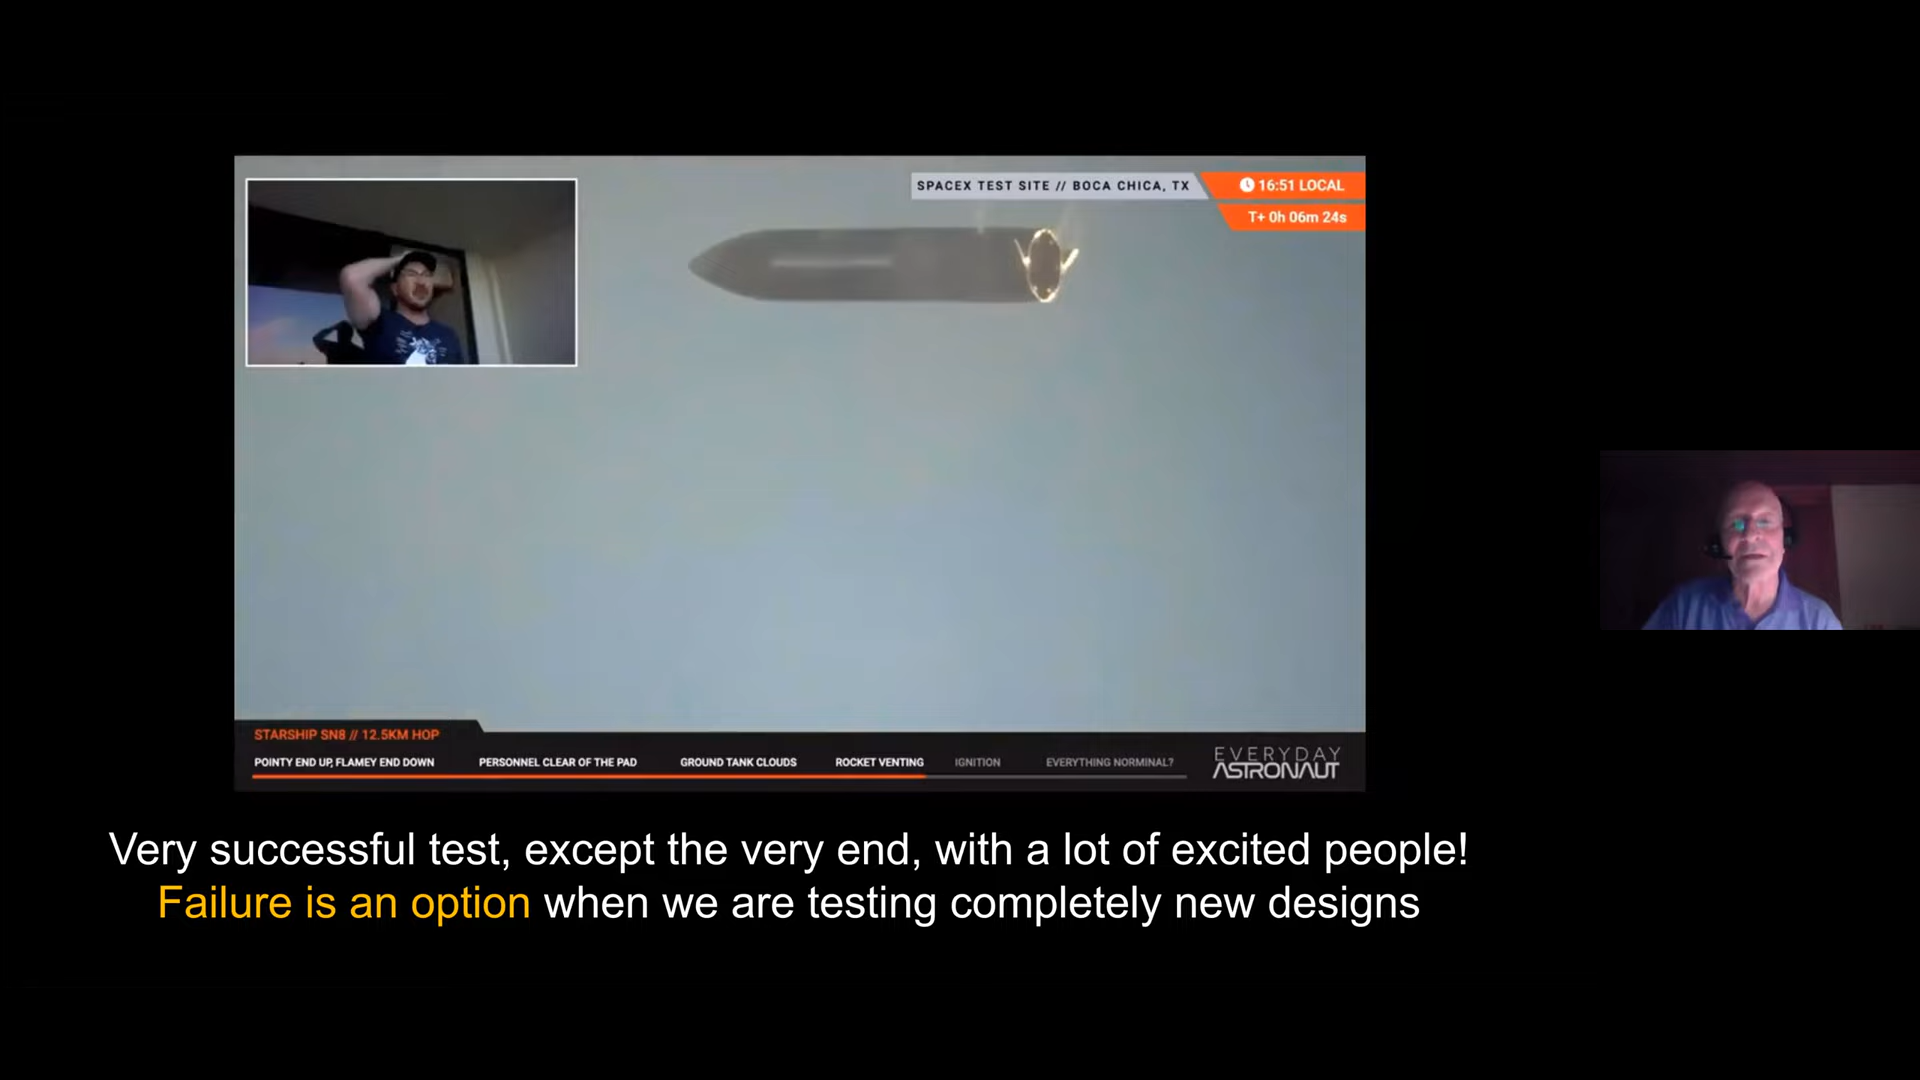 SPACEX TEST SITE // BOCA CHICA, TX
16:51 LOCAL
T+ 0h 06m 24s
STARSHIP SN8 // 12.5KM HOP
POINTY END UP, FLAMEY END DOWN
PERSONNEL CLEAR OF THE PAD
GROUND TANK CLOUDS
ROCKET VENTING
IGNITION
EVERYTHING NORMINAL?
EVERYDAY
ASTRONAUT
Very successful test, except the very end, with a lot of excited people!
Failure is an option when we are testing completely new designs